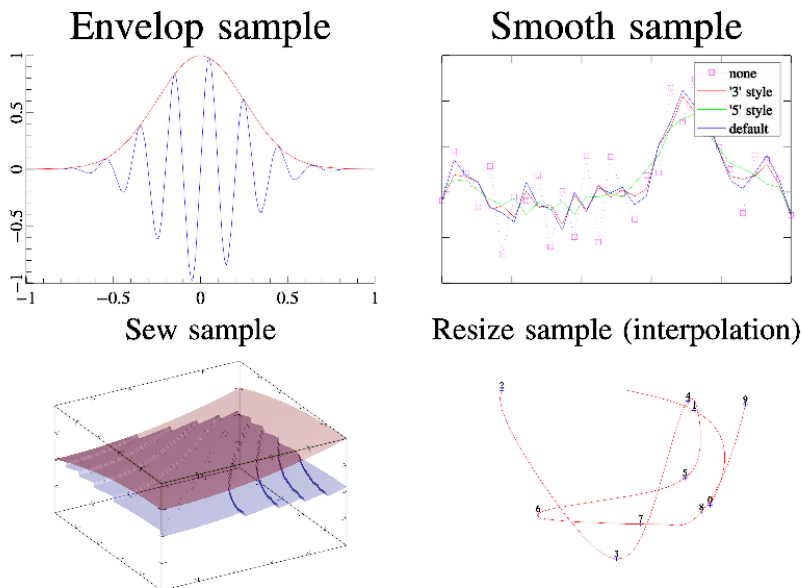 Envelop sample
Smooth sample
1
0.5
0
−0.5
−1
−1
−0.5
0
0.5
1
none
'3' style
'5' style
default
Sew sample
Resize sample (interpolation)
2
4
1
9
5
0
8
6
7
3